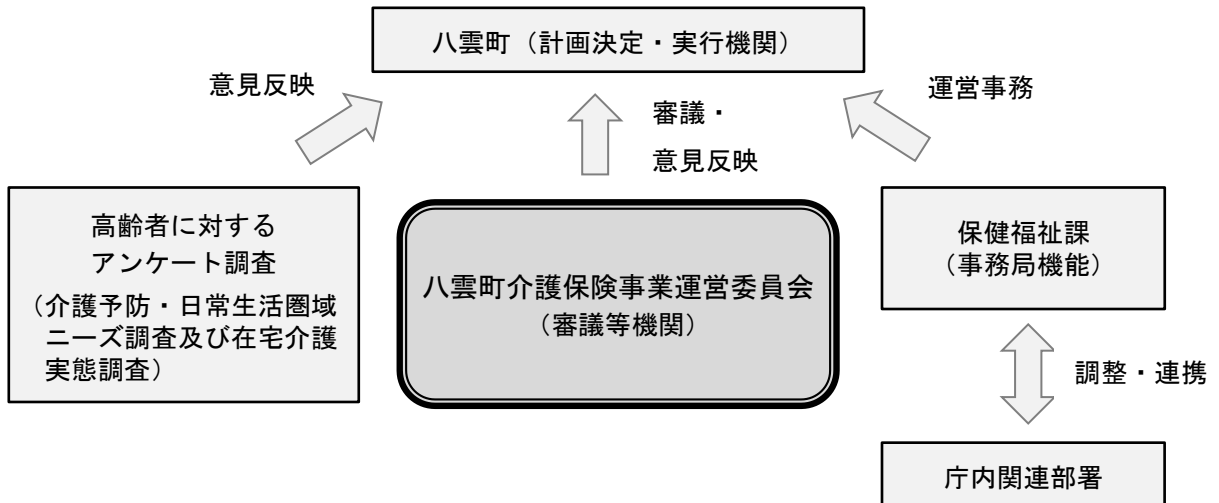 八雲町（計画決定・実行機関）
意見反映
審議・
意見反映
運営事務
高齢者に対する
アンケート調査
（介護予防・日常生活圏域
ニーズ調査及び在宅介護
実態調査）
八雲町介護保険事業運営委員会
（審議等機関）
保健福祉課
（事務局機能）
調整・連携
庁内関連部署